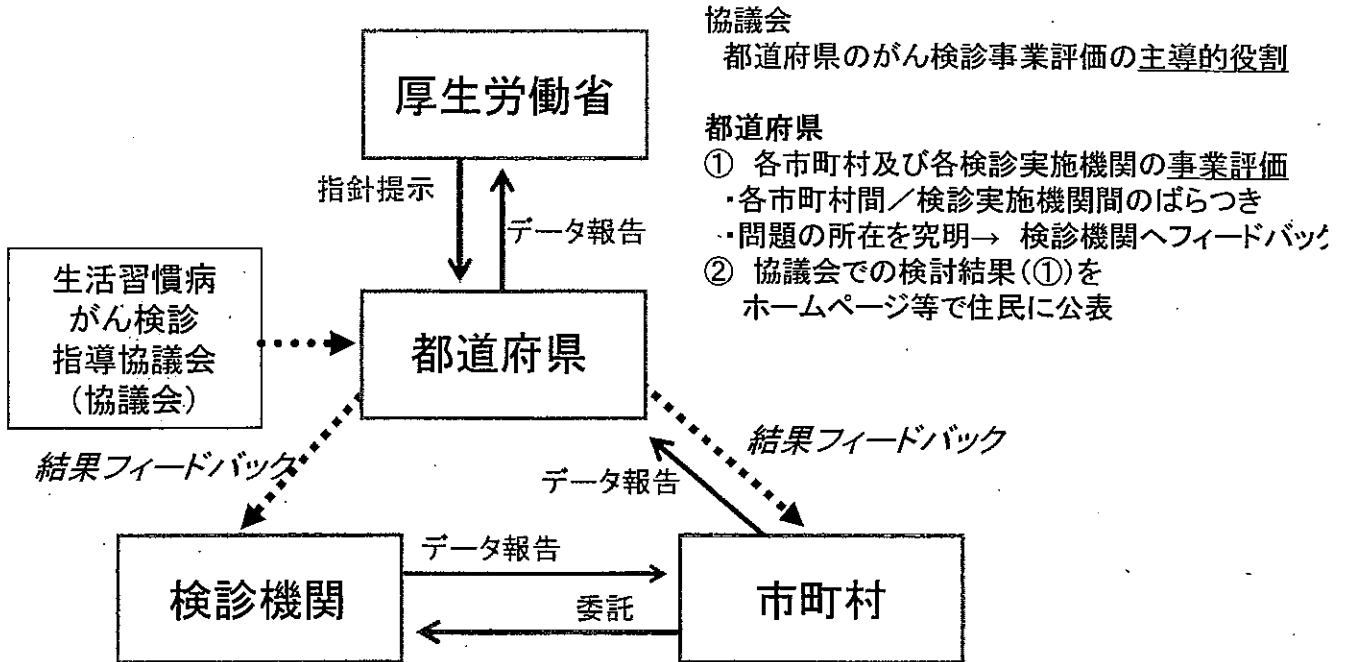 協議会
都道府県のがん検診事業評価の主導的役割
都道府県
① 各市町村及び各検診実施機関の事業評価
・各市町村間／検診実施機関間のばらつき
・問題の所在を究明→ 検診機関へフィードバック
② 協議会での検討結果(①)を
ホームページ等で住民に公表
厚生労働省
指針提示
データ報告
生活習慣病
がん検診
指導協議会
(協議会)
都道府県
結果フィードバック
結果フィードバック
データ報告
検診機関
データ報告
委託
市町村